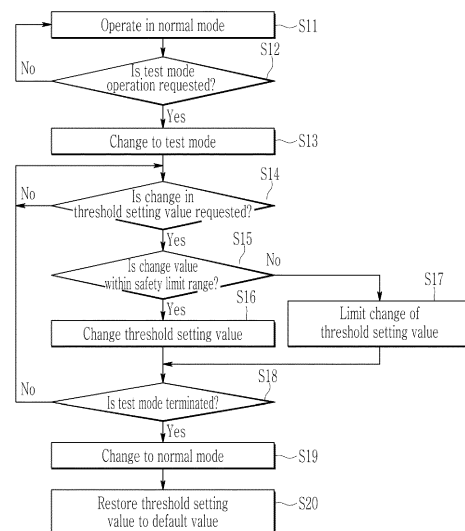 Operate in normal mode
S11
S12
No
Is test mode
operation requested?
Yes
Change to test mode
S13
S14
No
Is change in
threshold setting value requested?
Yes
S15
No
Is change value
within safety limit range?
S16
S17
Yes
Change threshold setting value
Limit change of
threshold setting value
S18
No
Is test mode terminated?
Yes
Change to normal mode
S19
Restore threshold setting
value to default value
S20